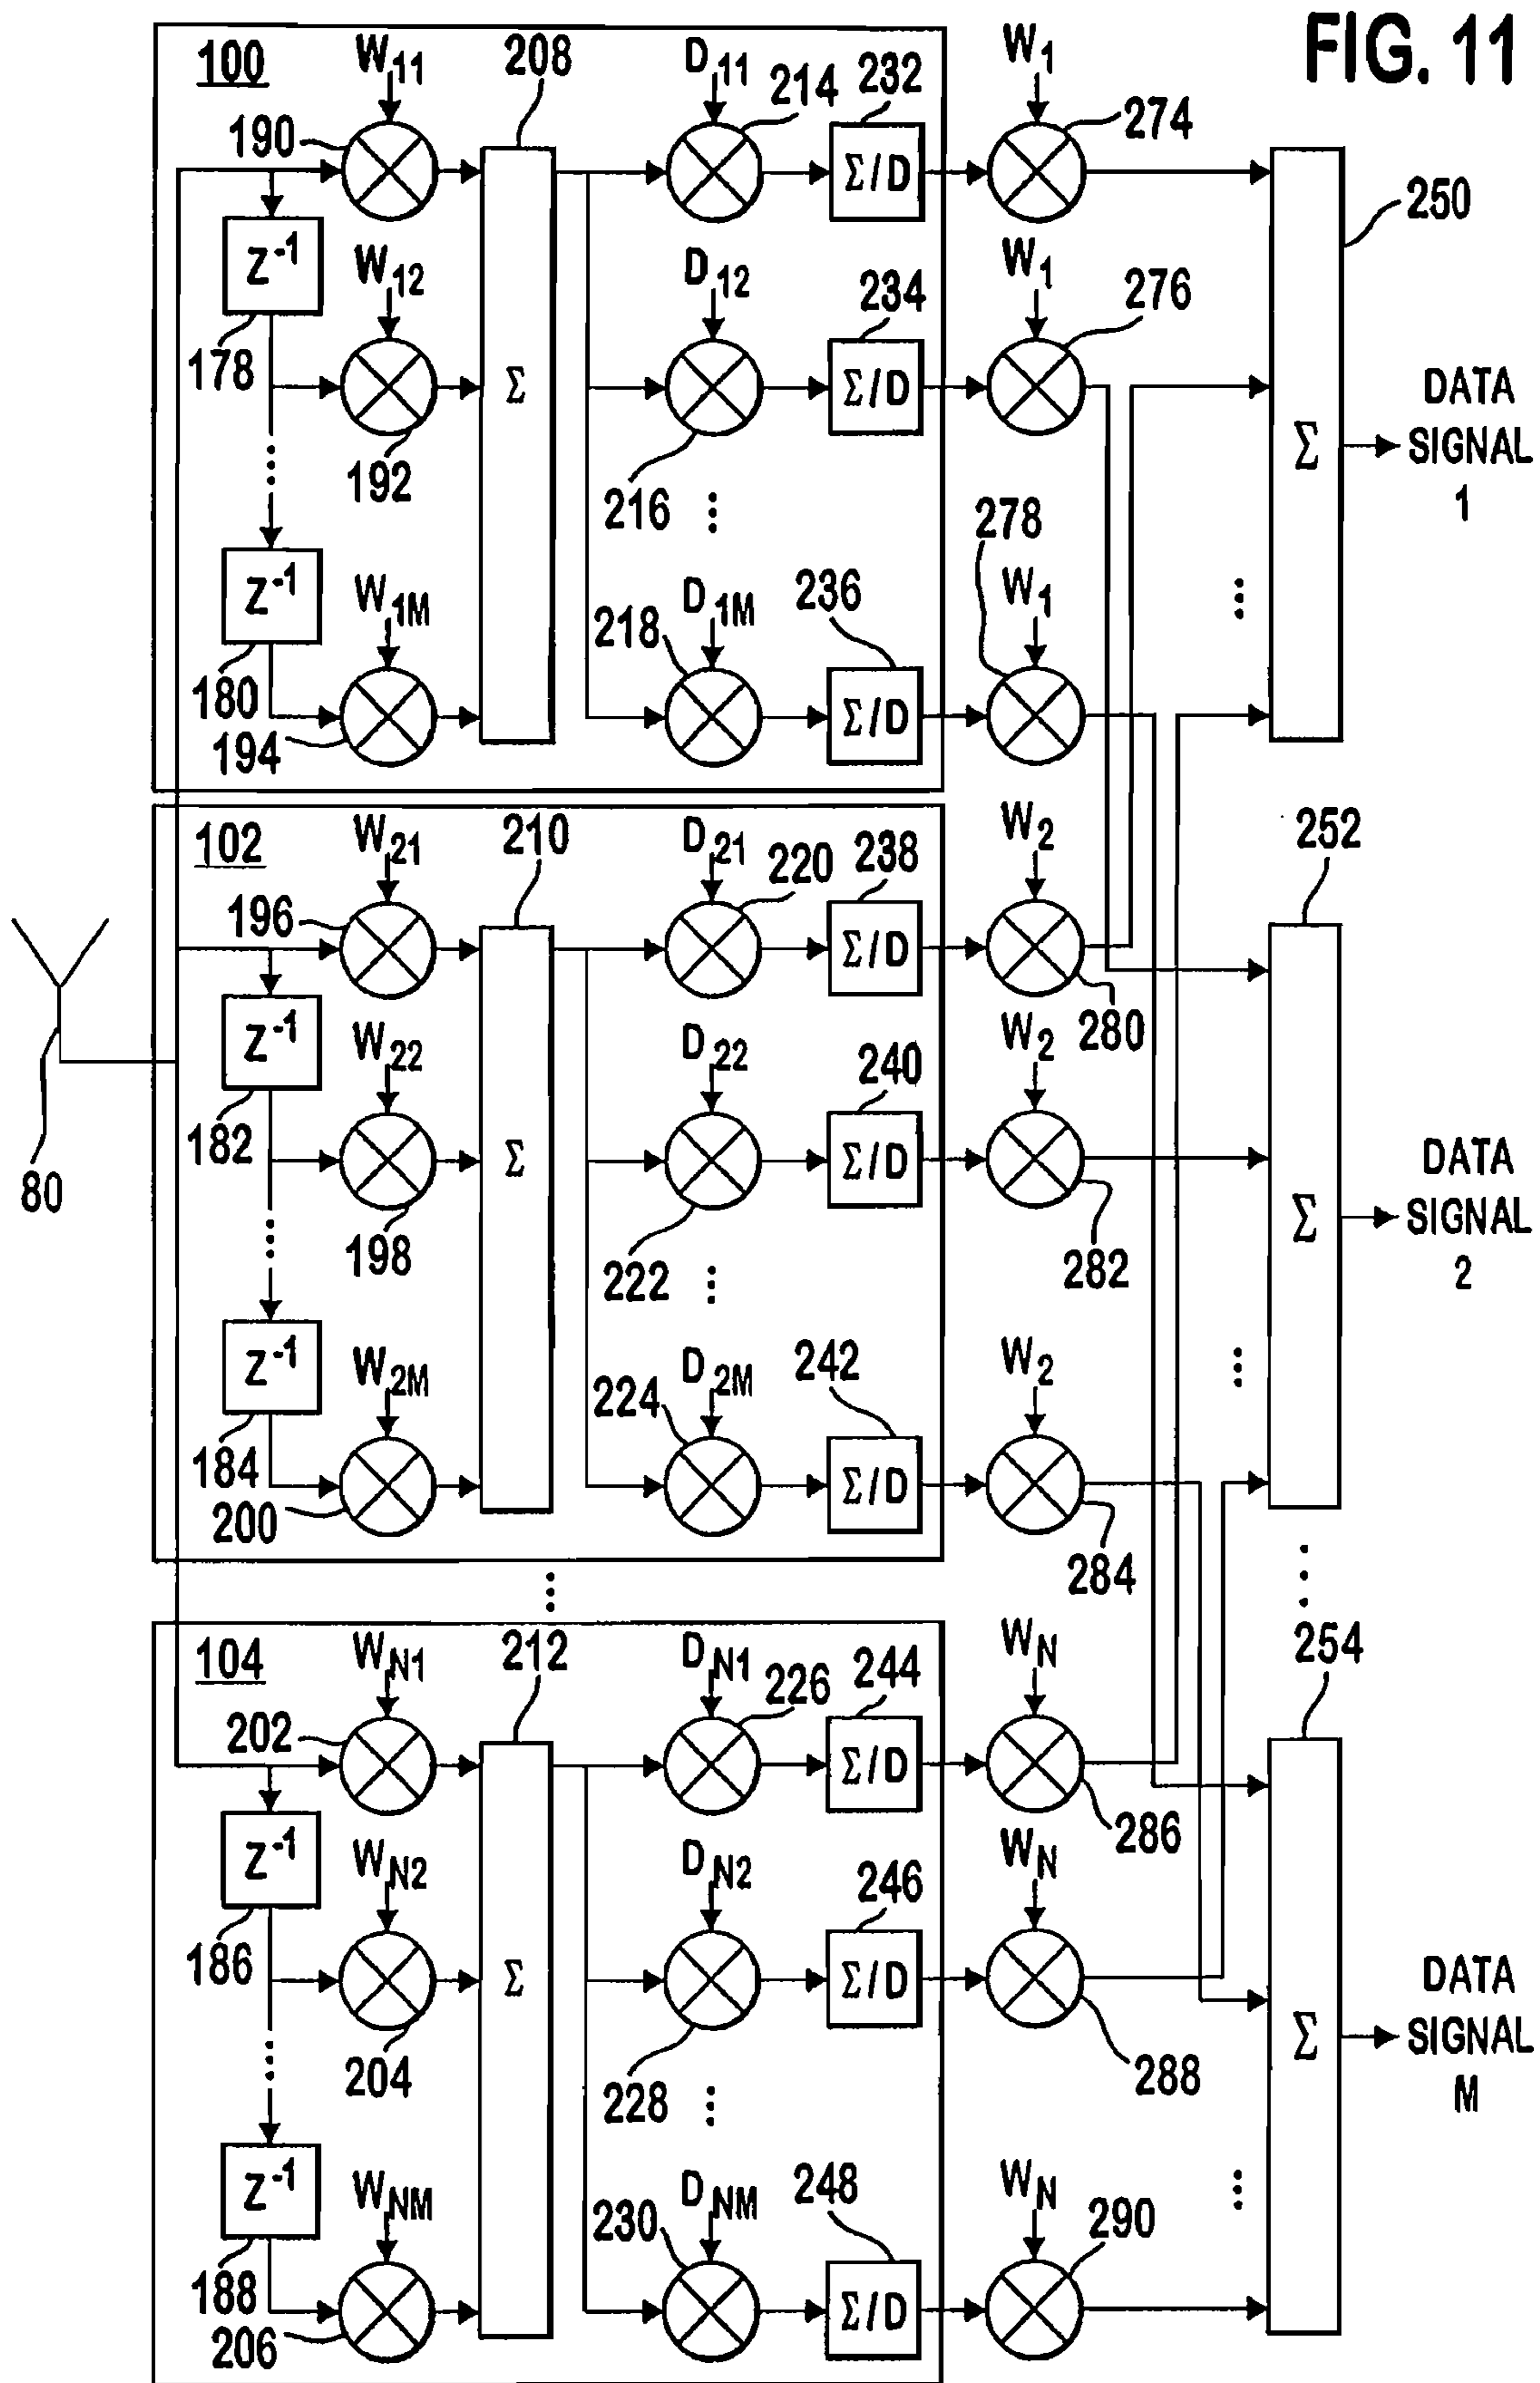 FIG. 11
100 W11 208 D11 232 W1
190 214 274
Σ/D
250
Z-1
W12 D12 234 W1
276
178 Σ Σ/D
DATA
192 Σ SIGNAL
216 278 1
Z-1 W1M D1M 236 W1
218
180 Σ/D
194
102 W21 210 D21 238 W2 252
196 220
Σ/D
Z-1 280
W22 D22 240 W2
182 Σ Σ/D
DATA
80
198 Σ SIGNAL
222 282 2
Z-1 W2M D2M 242 W2
224
184 Σ/D
200
284
104 WN1 212 DN1 244 WN 254
202 226
Σ/D
Z-1 286
WN2 DN2 246 WN
186 Σ Σ/D
DATA
Σ SIGNAL
204 228 288 M
Z-1 WNM DNM 248 WN
230 290
188 Σ/D
206